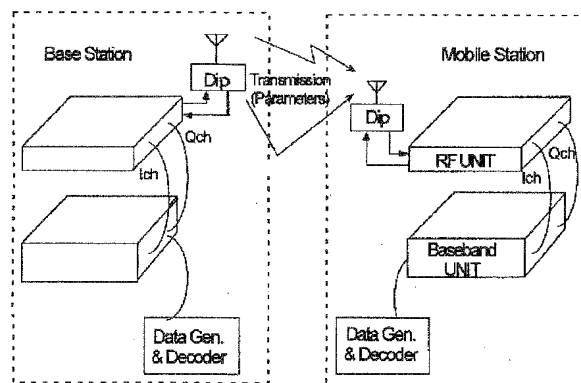 Base Station
Dip
Transmission
(Parameters)
Qch
Ich
Data Gen.
& Decoder
Mobile Station
Dip
RF UNIT
Qch
Ich
Baseband
UNIT
Data Gen.
& Decoder